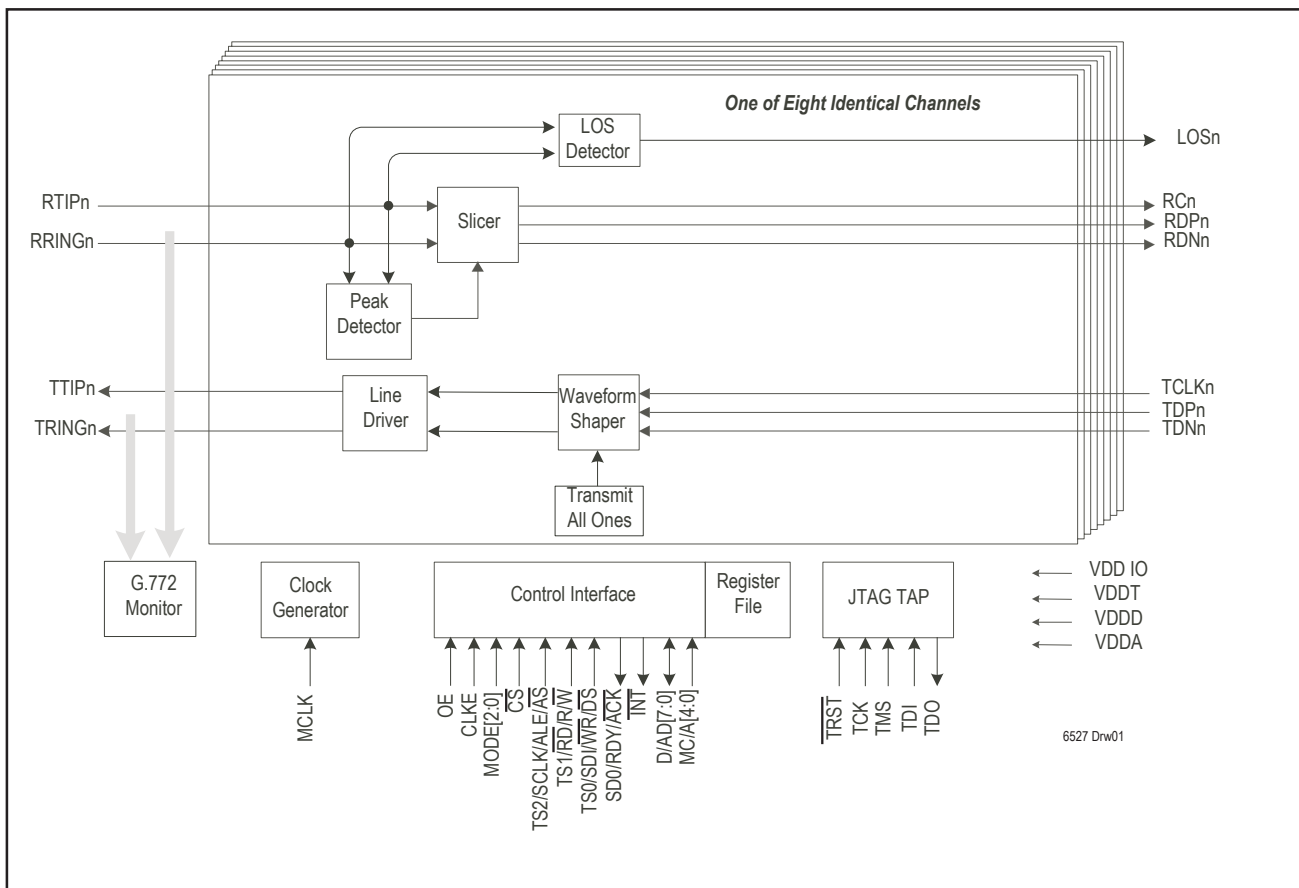 One of Eight Identical Channels
LOS
Detector
LOSn
RTIPn
RRINGn
Slicer
RCn
RDPn
RDNn
Peak
Detector
TTIPn
TRINGn
Line
Driver
Waveform
Shaper
TCLKn
TDPn
TDNn
Transmit
All Ones
G.772
Monitor
Clock
Generator
Control Interface
Register
File
JTAG TAP
VDD IO
VDDT
VDDD
VDDA
MCLK
OE
CLKE
MODE[2:0]
CS
TS2/SCLK/ALE/AS
TS1/RD/R/W
TS0/SDI/WR/DS
SD0/RDY/ACK
INT
D/AD[7:0]
MC/A[4:0]
TRST
TCK
TMS
TDI
TDO
6527 Drw01